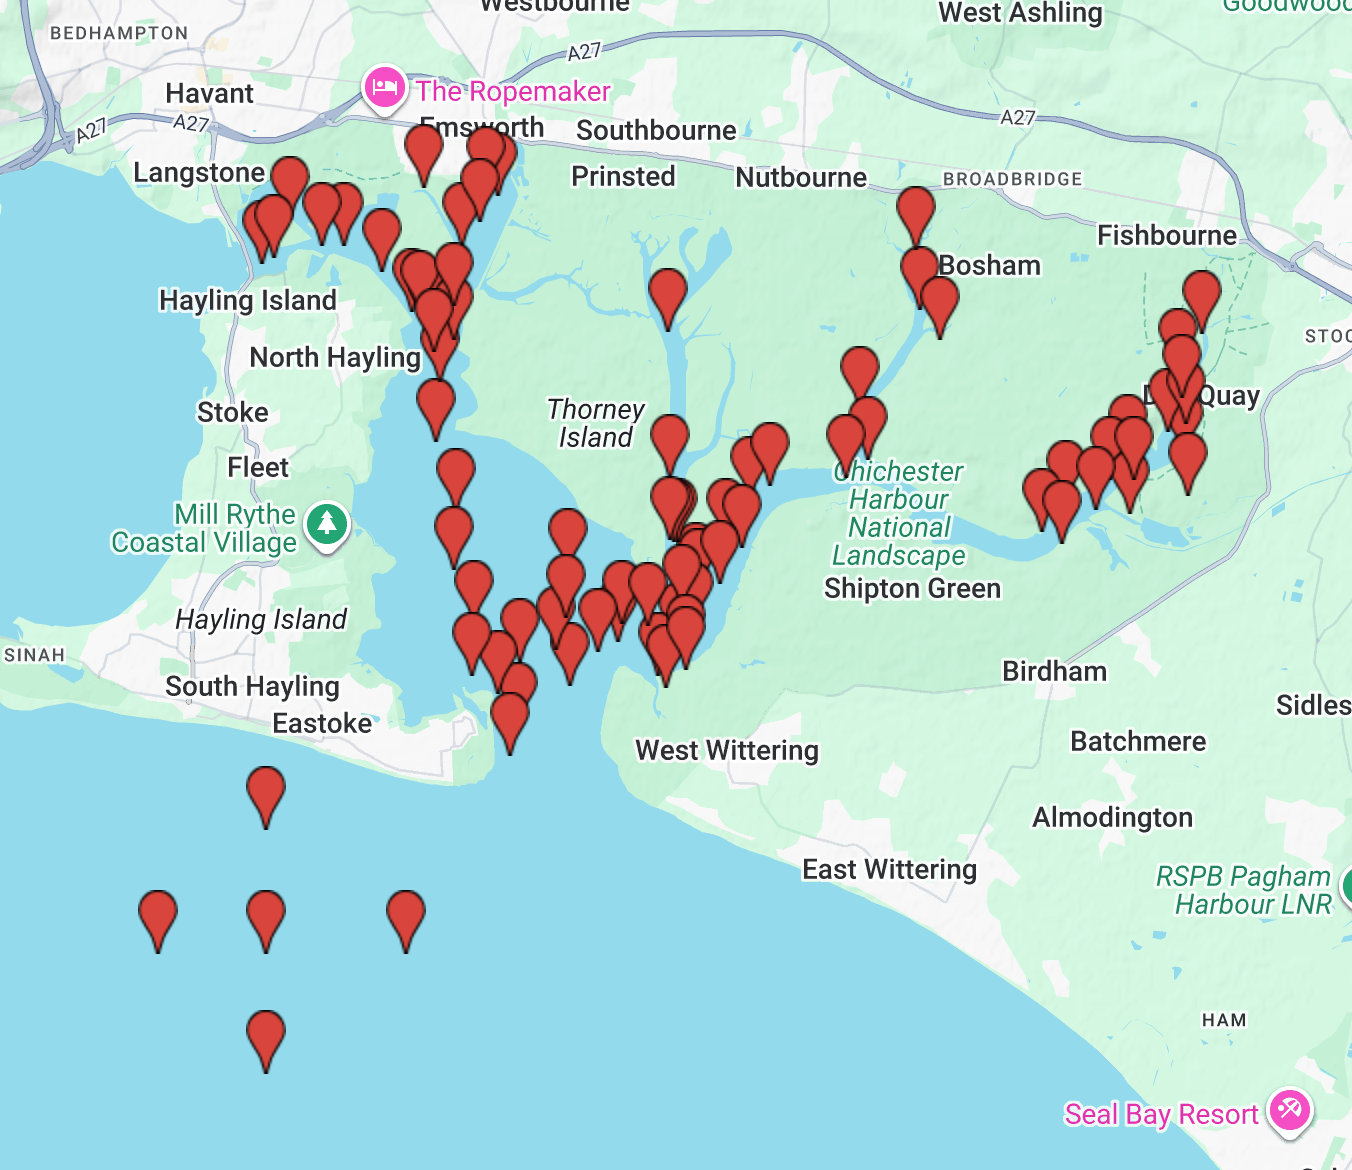 Westbourne
West Ashling
Goodwood
BEDHAMPTON
A27
Havant
The Ropemaker
A27
A27
Emsworth
Southbourne
A27
Langstone
Prinsted
Nutbourne
BROADBRIDGE
Fishbourne
Bosham
Hayling Island
North Hayling
Stoke
Thorney
Island
Quay
Fleet
Mill Rythe
Coastal Village
Chichester
Harbour
National
Landscape
Shipton Green
Hayling Island
SINAH
South Hayling
Eastoke
Birdham
Sidles
West Wittering
Batchmere
Almodington
East Wittering
RSPB Pagham
Harbour LNR
HAM
Seal Bay Resort